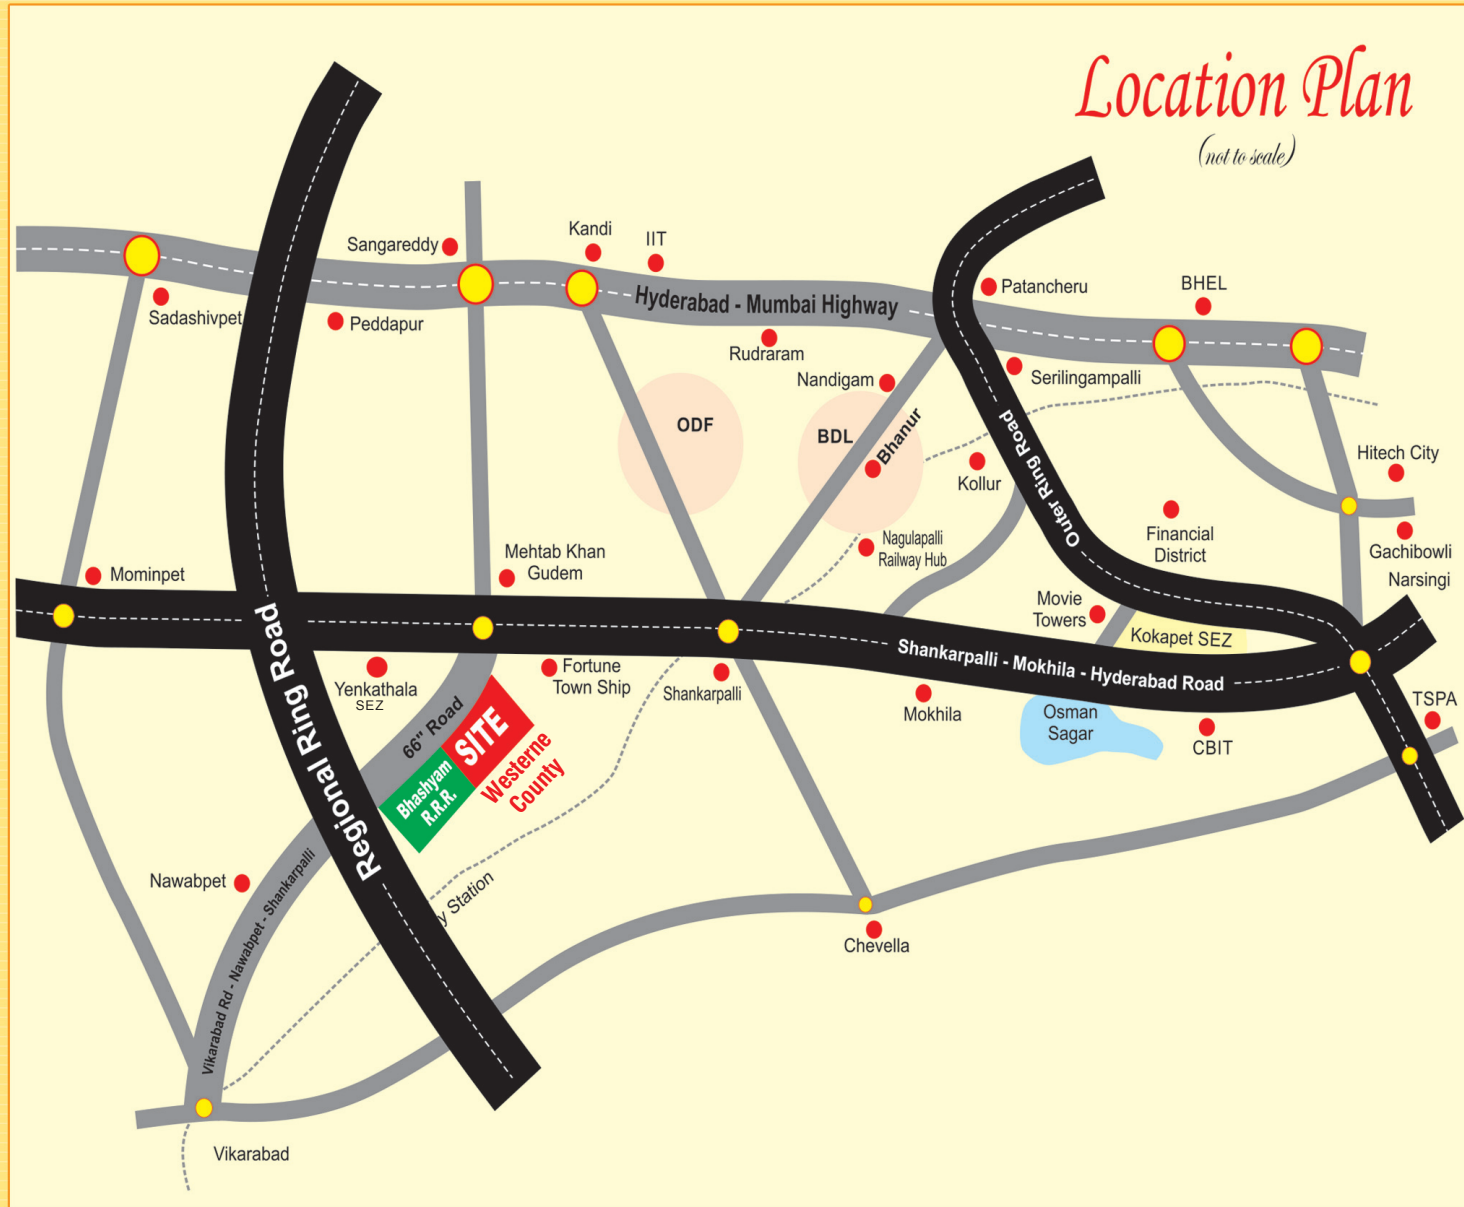 Location Plan
(not to scale)
Sangareddy
Kandi
IIT
Sadashivpet
Peddapur
Hyderabad - Mumbai Highway
Patancheru
BHEL
Rudraram
Nandigam
Serilingampalli
ODF
BDL
Bhanur
Kollur
Outer Ring Road
Hitech City
Financial
District
Gachibowli
Narsingi
Nagulapalli
Railway Hub
Mehtab Khan
Gudem
Mominpet
Movie
Towers
Kokapet SEZ
Shankarpalli - Mokhila - Hyderabad Road
Regional Ring Road
Yenkathala
SEZ
Fortune
Town Ship
Shankarpalli
Mokhila
Osman
Sagar
CBIT
TSPA
66" Road
SITE
Westerne
County
Bhashyam
R.R.R.
Nawabpet
Vikarabad Rd - Nawabpet - Shankarpalli
y Station
Chevella
Vikarabad